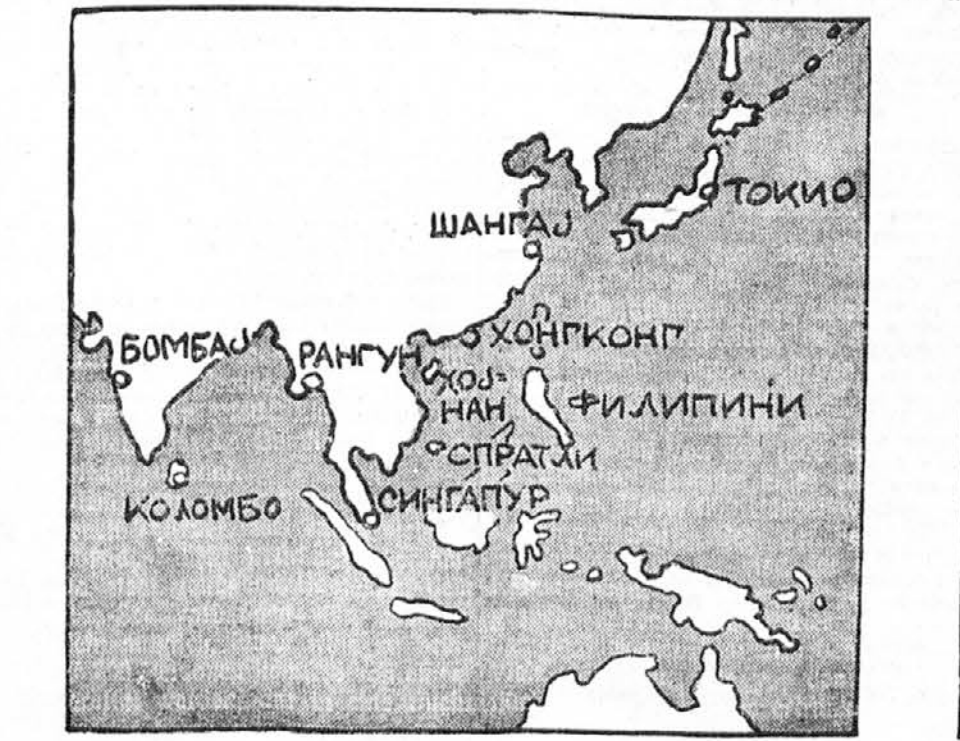 ТОКИО
ШАНГАЈ
ХОНГКОНГ
БОМБАЈ
РАНГУН
ХОЈ-
НАН
ФИЛИПИНИ
СПРАТЛИ
СИНГАПУР
КОЛОМБО